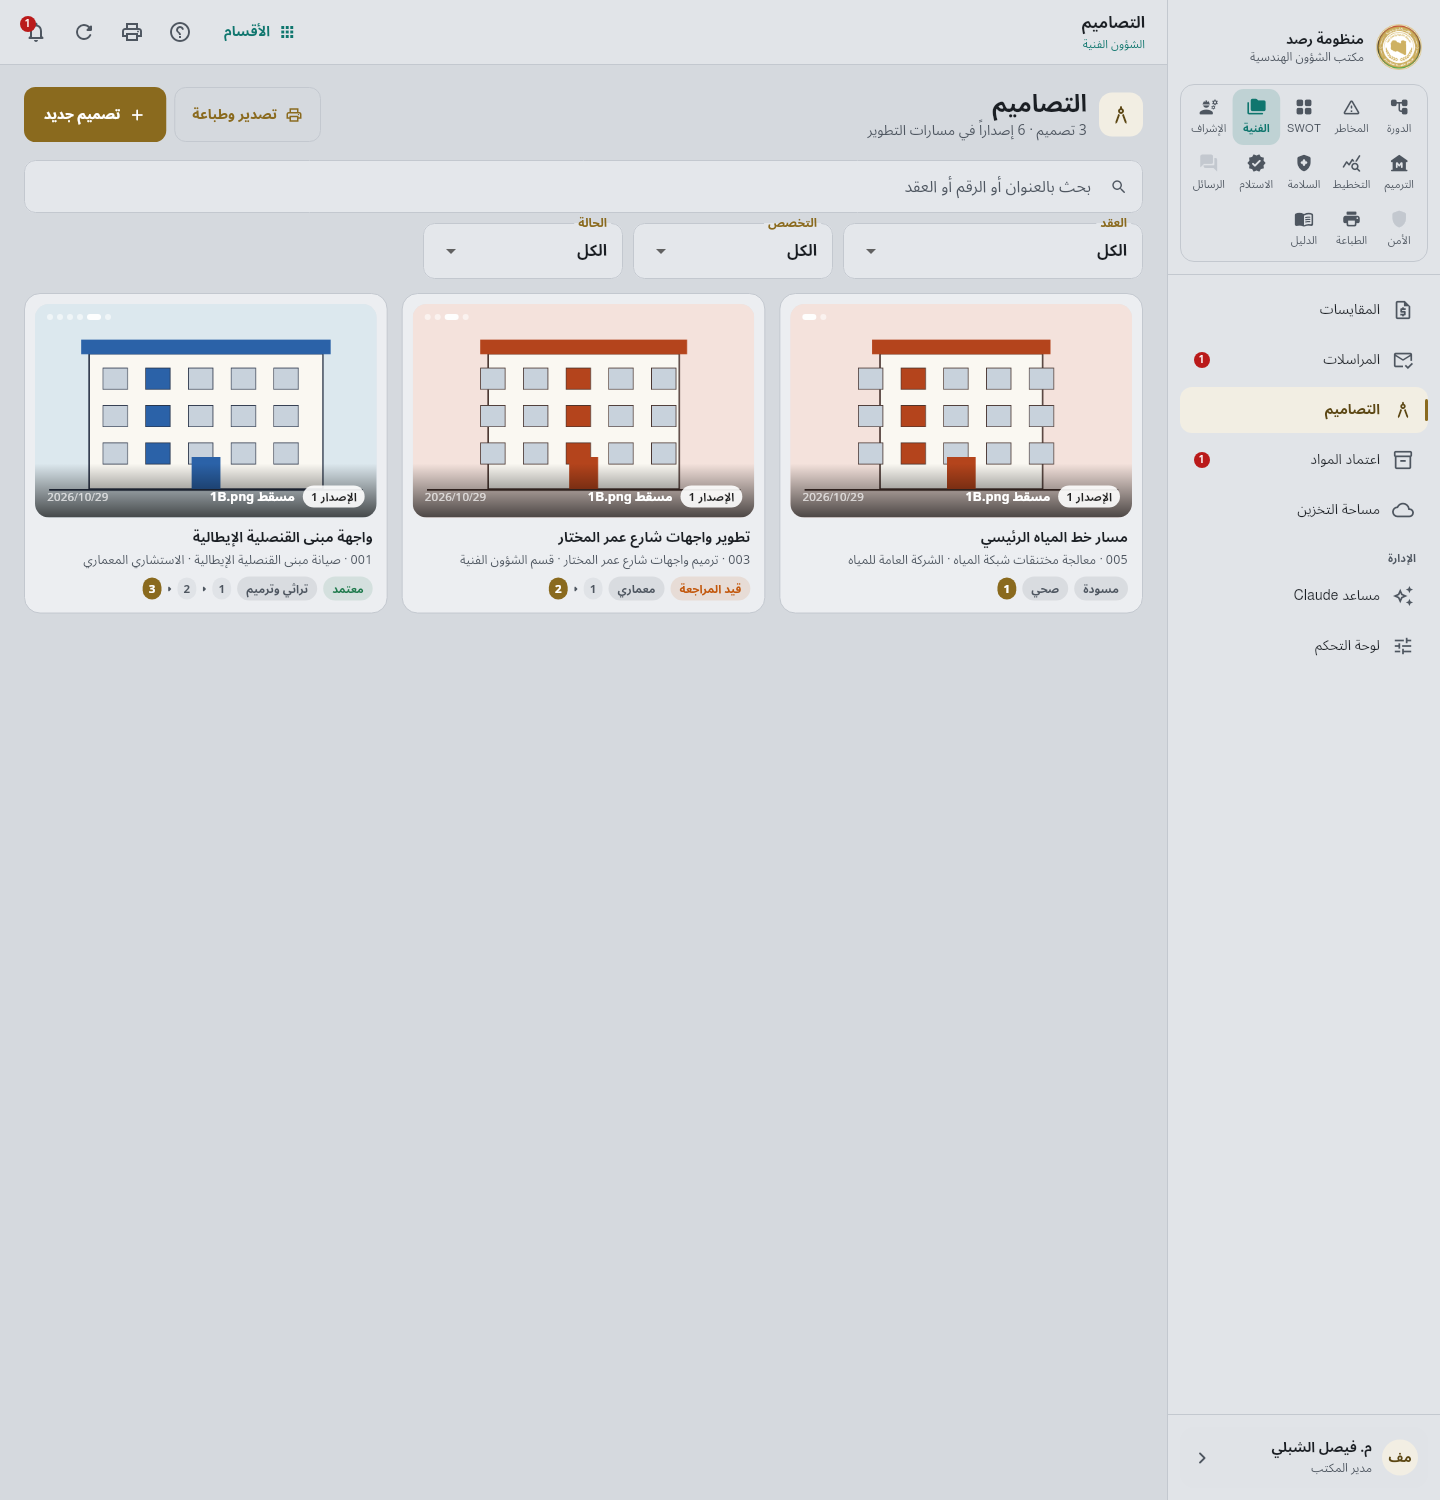 منظومة رصد
مكتب الشؤون الهندسية
الدورة
المخاطر
SWOT
الفنية
الإشراف
الترميم
التخطيط
السلامة
الاستلام
الرسائل
الأمن
الطباعة
الدليل
المقايسات
المراسلات 1
التصاميم
اعتماد المواد 1
مساحة التخزين
الإدارة
مساعد Claude
لوحة التحكم
مف
م. فيصل الشبلي
مدير المكتب
التصاميم
الشؤون الفنية
الأقسام
1
التصاميم
3 تصميم · 6 إصداراً في مسارات التطوير
تصدير وطباعة
+ تصميم جديد
بحث بالعنوان أو الرقم أو العقد
العقد
الكل
التخصص
الكل
الحالة
الكل
الإصدار 1 مسقط 1B.png 2026/10/29
مسار خط المياه الرئيسي
005 · معالجة مختنقات شبكة المياه · الشركة العامة للمياه
مسودة صحي 1
الإصدار 1 مسقط 1B.png 2026/10/29
تطوير واجهات شارع عمر المختار
003 · ترميم واجهات شارع عمر المختار · قسم الشؤون الفنية
قيد المراجعة معماري 1 2
الإصدار 1 مسقط 1B.png 2026/10/29
واجهة مبنى القنصلية الإيطالية
001 · صيانة مبنى القنصلية الإيطالية · الاستشاري المعماري
معتمد تراثي وترميم 1 2 3